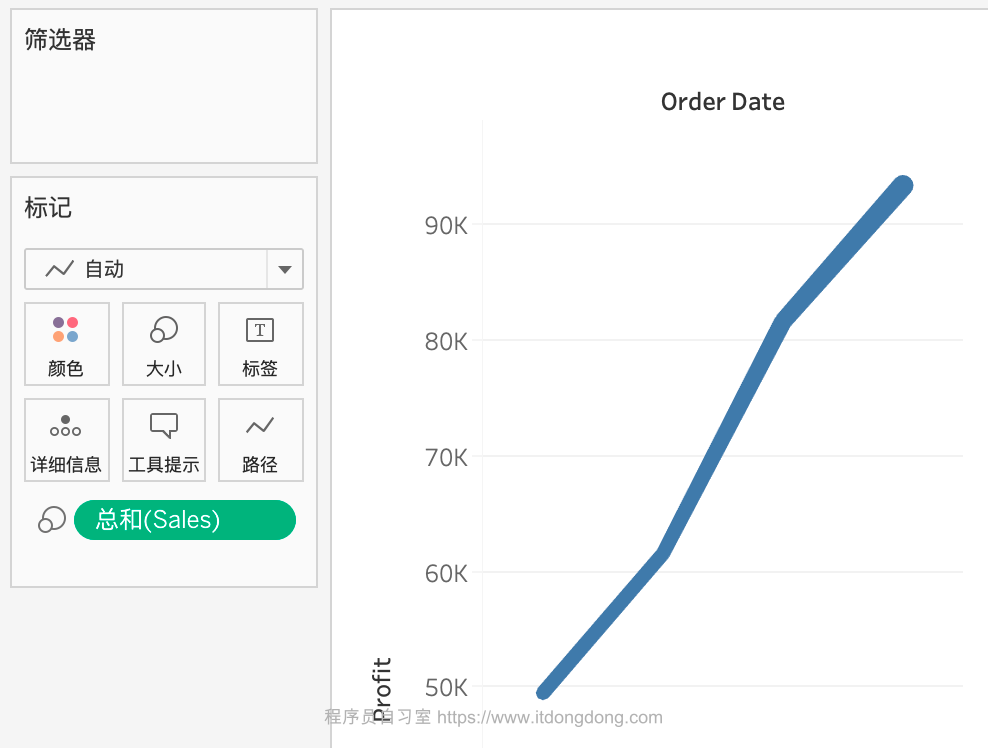 筛选器
标记
自动
颜色
大小
T
标签
详细信息
工具提示
路径
总和(Sales)
Order Date
90K
80K
70K
60K
50K
Profit
程序员自习室 https://www.itdongdong.com